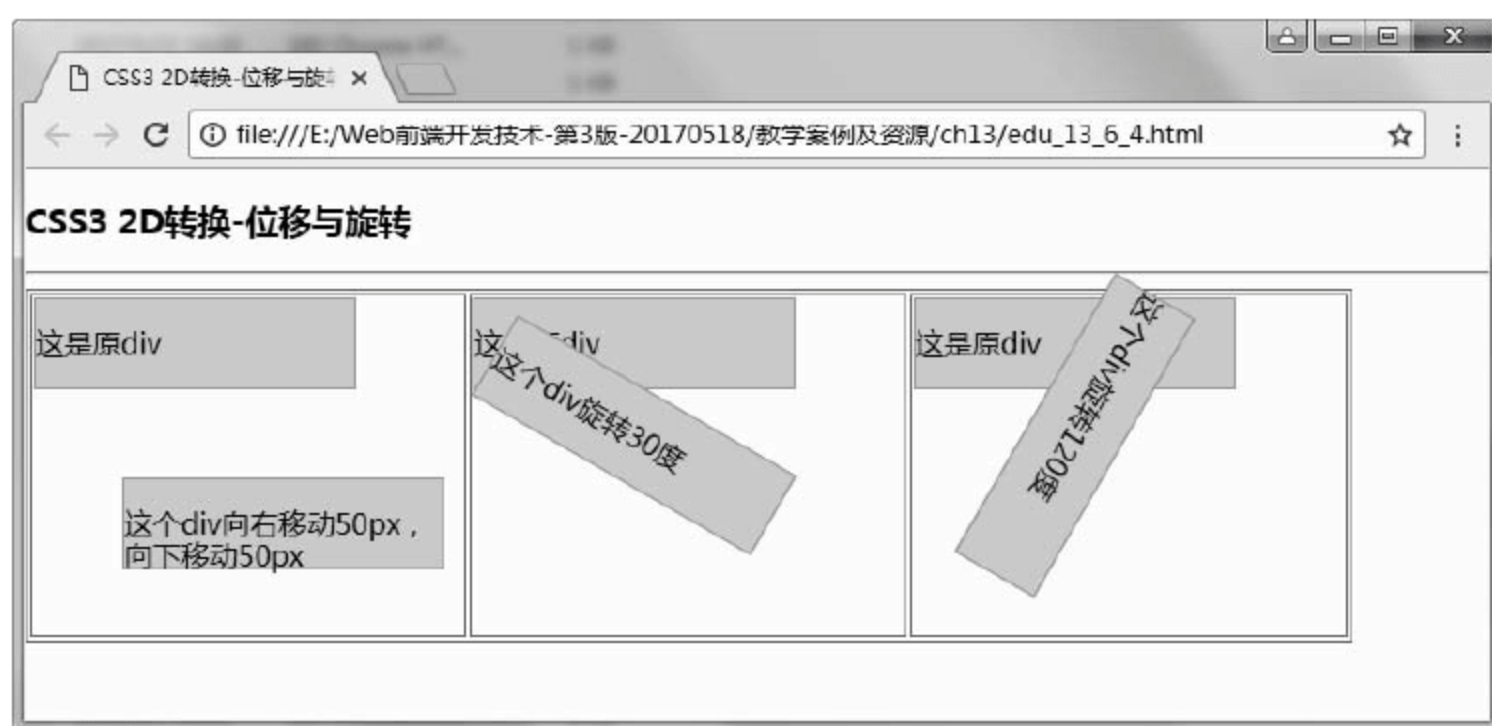 CSS3 2D转换-位移与旋
file:///E:/Web前端开发技术-第3版-20170518/教学案例及资源/ch13/edu_13_6_4.html
CSS3 2D转换-位移与旋转
这是原div
这个div向右移动50px，
向下移动50px
这 div
这个div旋转30度
这是原div
这个div旋转120度